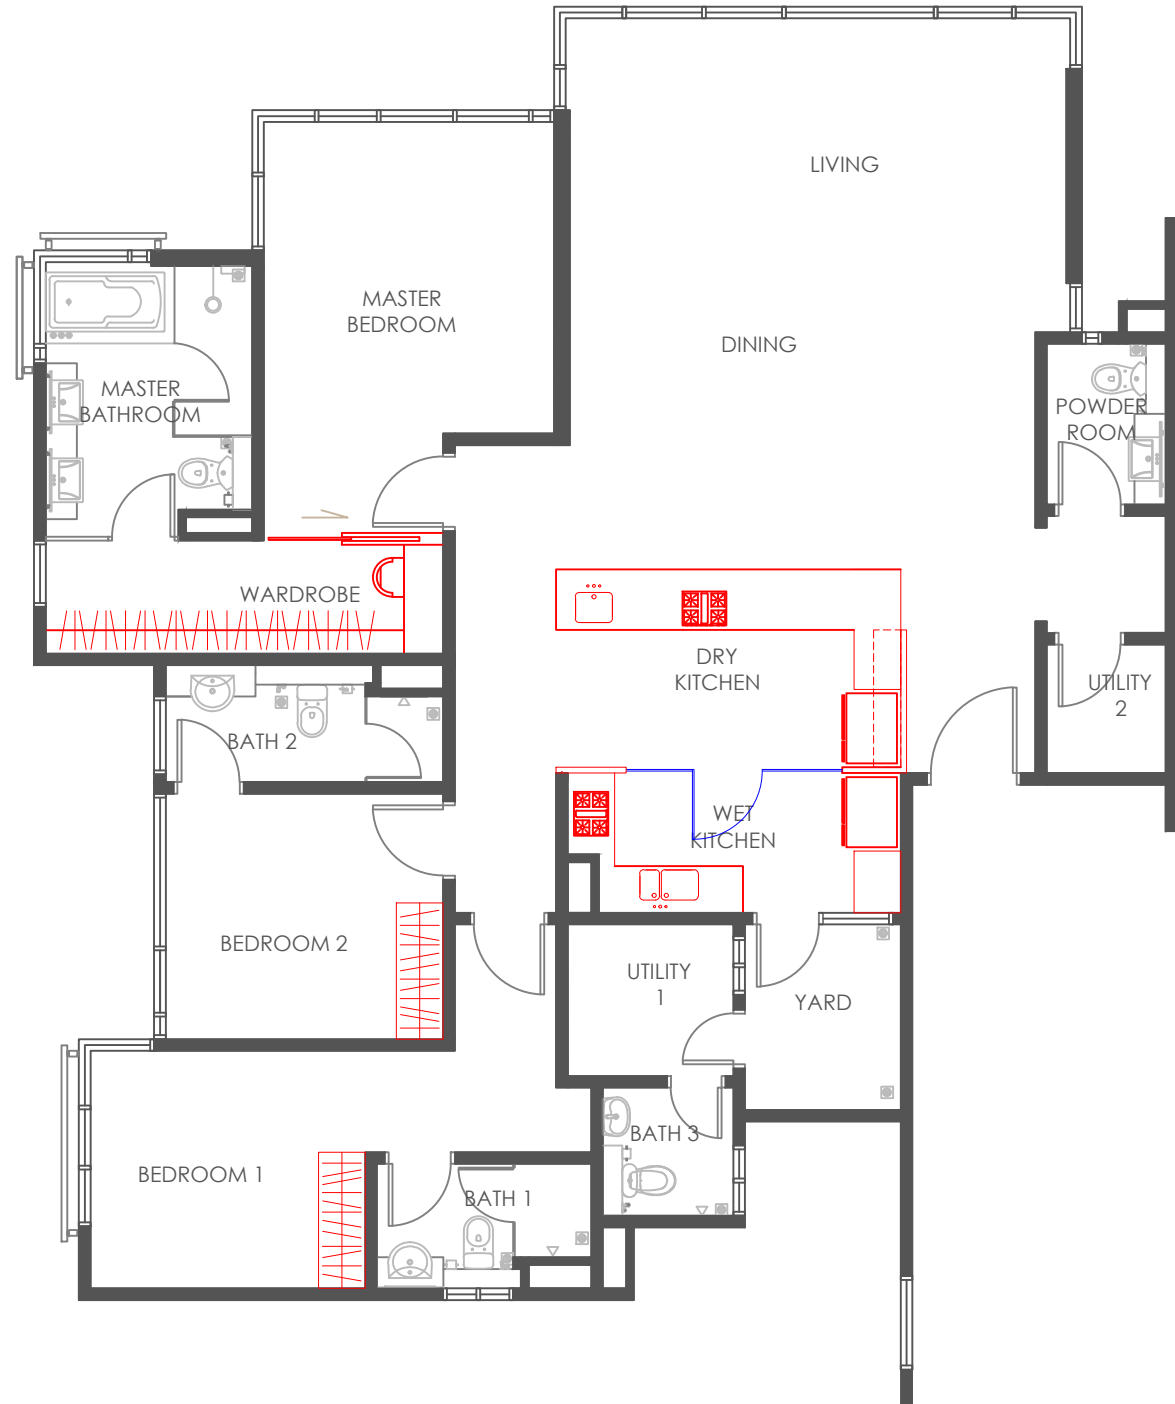 LIVING
MASTER
BEDROOM
DINING
MASTER
BATHROOM
POWDER
ROOM
WARDROBE
DRY
KITCHEN
UTILITY
2
BATH 2
WET
KITCHEN
BEDROOM 2
UTILITY
1
YARD
BATH 3
BEDROOM 1
BATH 1